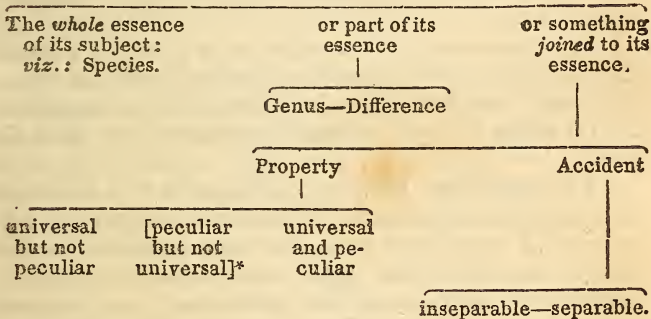 The whole essence of its subject: viz.: Species.
or part of its essence
or something joined to its essence.
Genus—Difference
Property
Accident
universal but not peculiar
[peculiar but not universal]*
universal and pe-culiar
inseparable—separable.